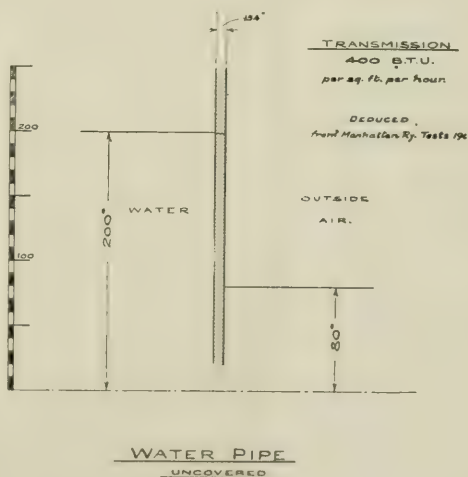 .134"
TRANSMISSION
400 B.T.U.
per sq. ft. per hour.
DEDUCED
from Manhattan Ry. Tests
200
WATER
OUTSIDE
AIR.
200°
100
80°
WATER PIPE
UNCOVERED